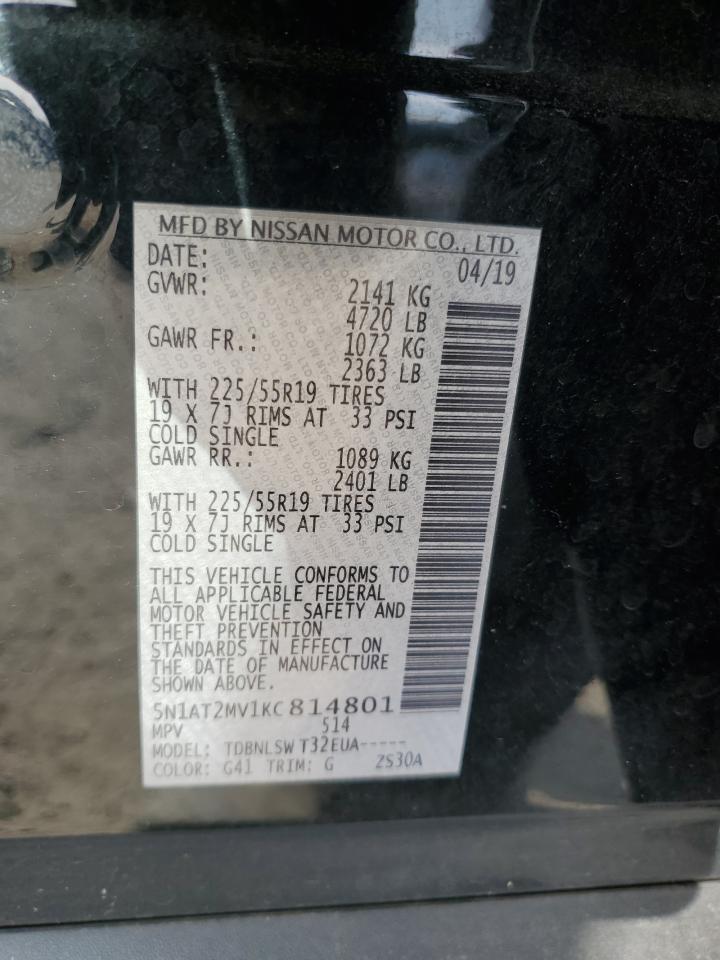 MFD BY NISSAN MOTOR CO., LTD.
DATE: 04/19
GVWR: 2141 KG
4720 LB
GAWR FR.: 1072 KG
2363 LB
WITH 225/55R19 TIRES
19 X 7J RIMS AT 33 PSI
COLD SINGLE
GAWR RR.: 1089 KG
2401 LB
WITH 225/55R19 TIRES
19 X 7J RIMS AT 33 PSI
COLD SINGLE
THIS VEHICLE CONFORMS TO
ALL APPLICABLE FEDERAL
MOTOR VEHICLE SAFETY AND
THEFT PREVENTION
STANDARDS IN EFFECT ON
THE DATE OF MANUFACTURE
SHOWN ABOVE.
5N1AT2MV1KC814801
MPV 514
MODEL: TDBNLSW T32EUA-----
COLOR: G41 TRIM: G ZS30A